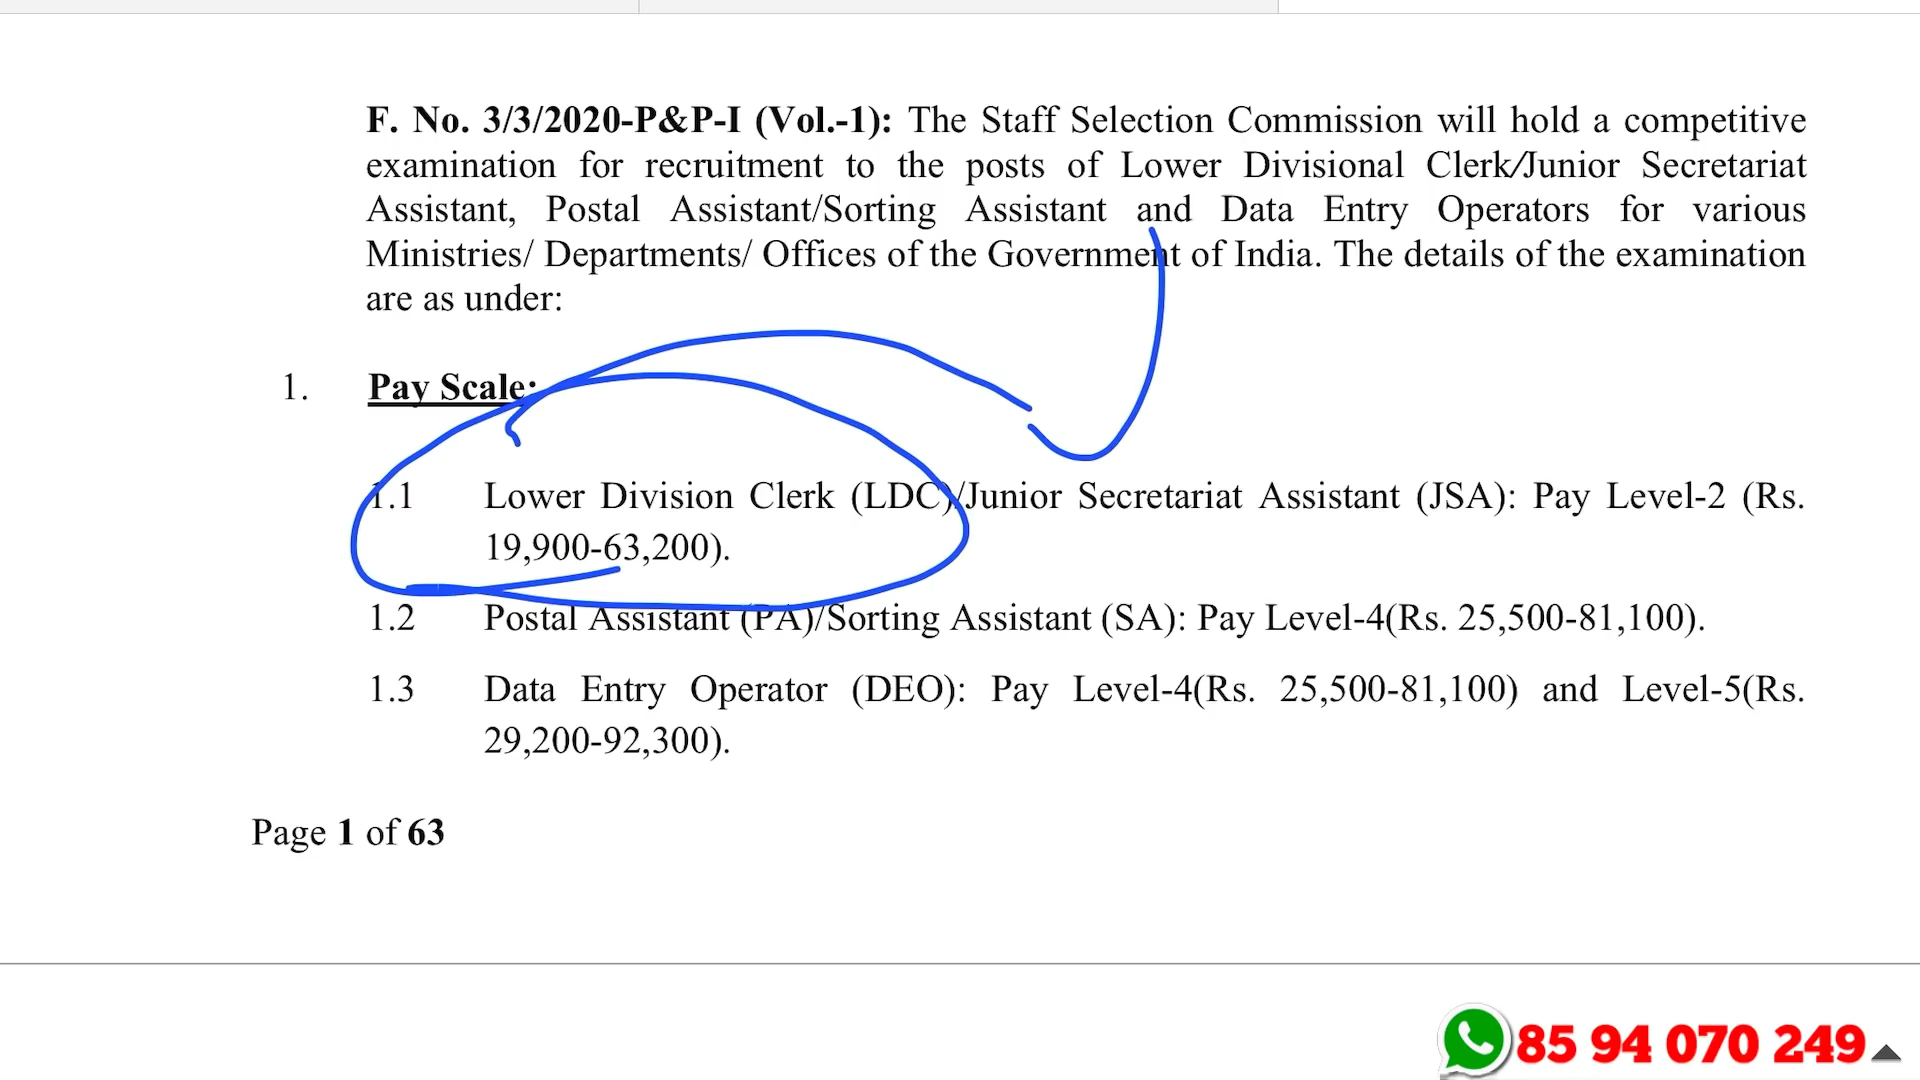 F. No. 3/3/2020-P&P-I (Vol.-1): The Staff Selection Commission will hold a competitive
examination for recruitment to the posts of Lower Divisional Clerk/Junior Secretariat
Assistant, Postal Assistant/Sorting Assistant and Data Entry Operators for various
Ministries/ Departments/ Offices of the Government of India. The details of the examination
are as under:
1. Pay Scale:
1.1 Lower Division Clerk (LDC)/Junior Secretariat Assistant (JSA): Pay Level-2 (Rs.
19,900-63,200).
1.2 Postal Assistant (PA)/Sorting Assistant (SA): Pay Level-4(Rs. 25,500-81,100).
1.3 Data Entry Operator (DEO): Pay Level-4(Rs. 25,500-81,100) and Level-5(Rs.
29,200-92,300).
Page 1 of 63
85 94 070 249